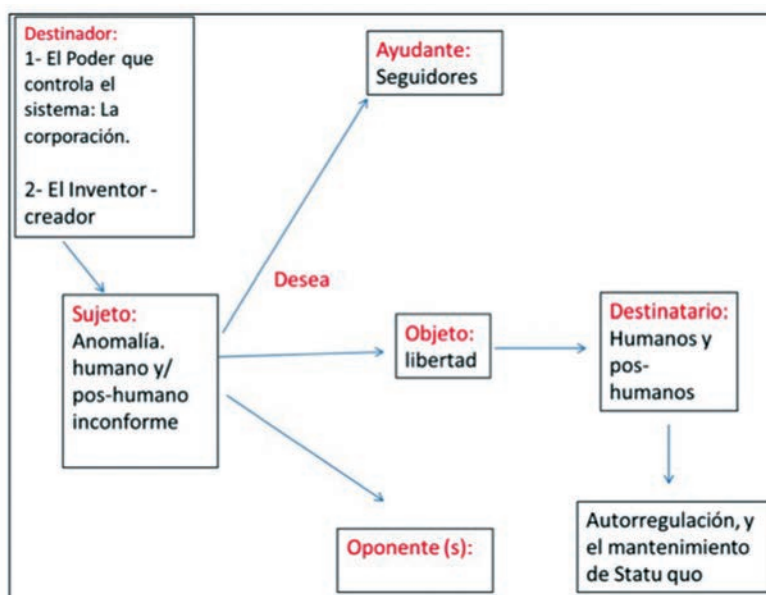 Destinador:
1- El Poder que
controla el
sistema: La
corporación.
2- El Inventor -
creador
Ayudante:
Seguidores
Desea
Sujeto:
Anomalía.
humano y/
pos-humano
inconforme
Objeto:
libertad
Destinatario:
Humanos y
pos-
humanos
Oponente (s):
Autorregulación, y
el mantenimiento
de Statu quo